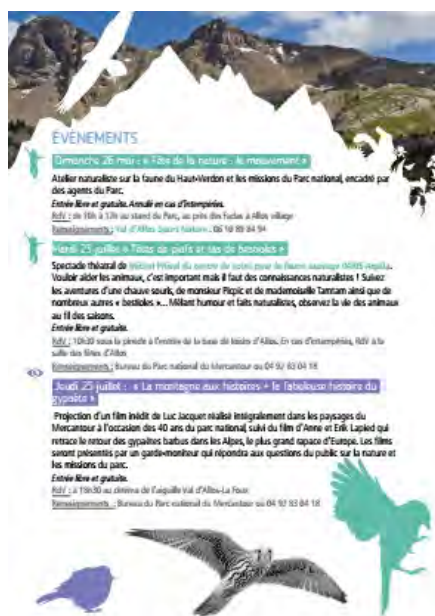 ÉVÉNEMENTS
Dimanche 26 mai : « Fête de la nature : le mouvement »
Atelier naturaliste sur la faune du Haut-Verdon et les missions du Parc national, encadré par
des agents du Parc.
Entrée libre et gratuite. Annulé en cas d'intempéries.
RdV : de 10h à 17h au stand du Parc, au près des à Allos village
Renseignements : Val d'Allos Sports Nature. 06 10 89 84 94
Mardi 23 juillet « Têtes de piafs et tas de bestioles »
Spectacle théatral de du centre de soins pour la faune sauvage
Vouloir aider les animaux, c'est important mais il faut des connaissances naturalistes ! Suivez
les aventures d'une chauve souris, de monsieur Picpic et de mademoiselle Tamtam ainsi que de
nombreux autres « bestioles »... Mêlant humour et faits naturalistes, observez la vie des animaux
au fil des saisons.
Entrée libre et gratuite.
RdV : 10h30 sous la pinède à l'entrée de la base de loisirs d'Allos. En cas d'intempéries, RdV à la
salle des fêtes d'Allos
Renseignements : Bureau du Parc national du Mercantour au 04 92 83 04 18
Jeudi 25 juillet : « La montagne aux histoires + la fabuleuse histoire du
gypaète »
Projection d'un film inédit de Luc Jacquet réalisé intégralement dans les paysages du
Mercantour à l'occasion des 40 ans du parc national, suivi du film d'Anne et Erik Lapied qui
retrace le retour des gypaètes barbus dans les Alpes, le plus grand rapace d'Europe. Les films
seront présentés par un garde-moniteur qui répondra aux questions du public sur la nature et
les missions du parc.
Entrée libre et gratuite.
RdV : à au cinéma de l'aiguille Val d'Allos-La Foux
Renseignements : Bureau du Parc national du Mercantour au 04 92 83 04 18